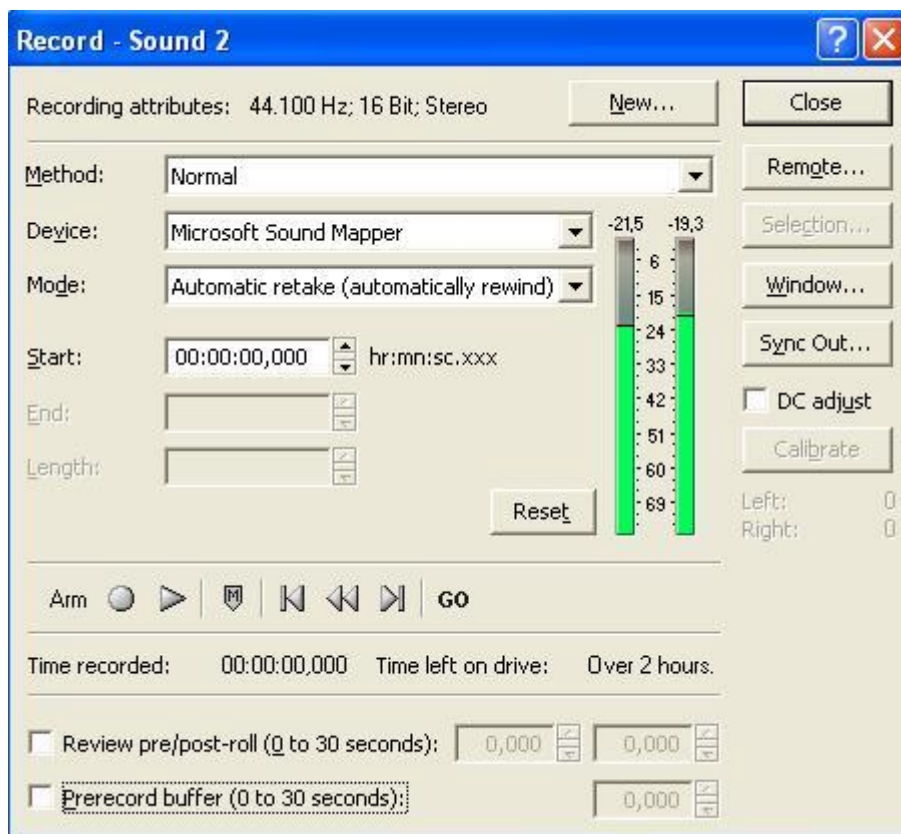 Record - Sound 2
Recording attributes: 44.100 Hz; 16 Bit; Stereo
New...
Close
Method: Normal
Remote...
Device: Microsoft Sound Mapper
-21,5 -19,3
Selection...
Mode: Automatic retake (automatically rewind)
6
15
24
33
42
51
60
69
Window...
Start: 00:00:00,000 hr:mn:sc.xxx
Sync Out...
End:
DC adjust
Length:
Calibrate
Reset
Left: 0
Right: 0
Arm M GO
Time recorded: 00:00:00,000 Time left on drive: Over 2 hours.
Review pre/post-roll (0 to 30 seconds): 0,000 0,000
Prerecord buffer (0 to 30 seconds): 0,000